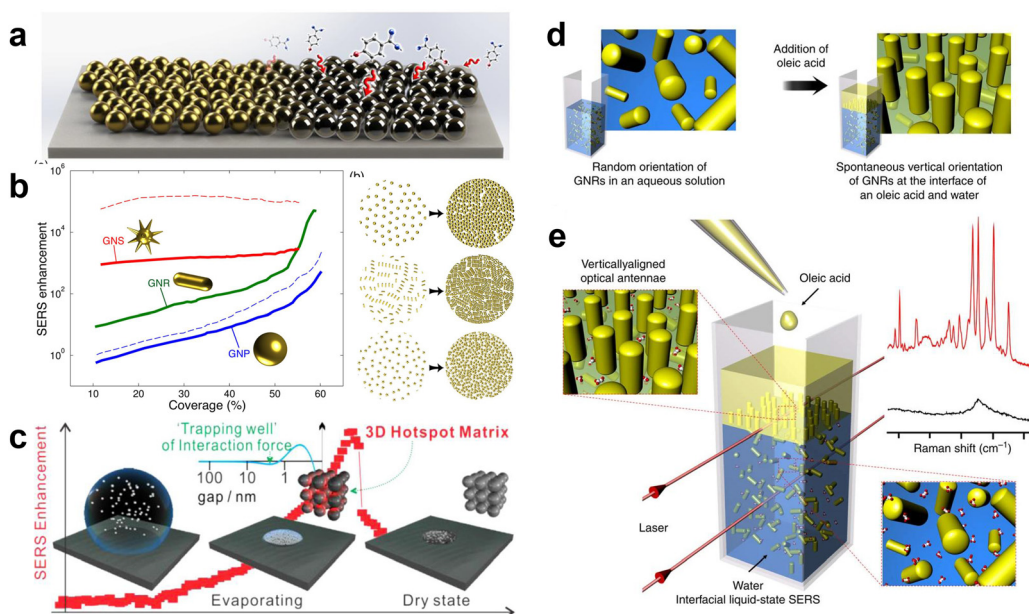 a
b
10^6
10^4
10^2
10^0
SERS enhancement
GNS
GNR
GNP
10
20
30
40
50
60
Coverage (%)
(b)
c
SERS Enhancement
'Trapping well'
of Interaction force
100 10 1
gap / nm
3D Hotspot Matrix
Evaporating
Dry state
d
Addition of
oleic acid
Random orientation of
GNRs in an aqueous solution
Spontaneous vertical orientation
of GNRs at the interface of
an oleic acid and water
e
Verticallyaligned
optical antennae
Oleic acid
Raman shift (cm⁻¹)
Laser
Water
Interfacial liquid-state SERS